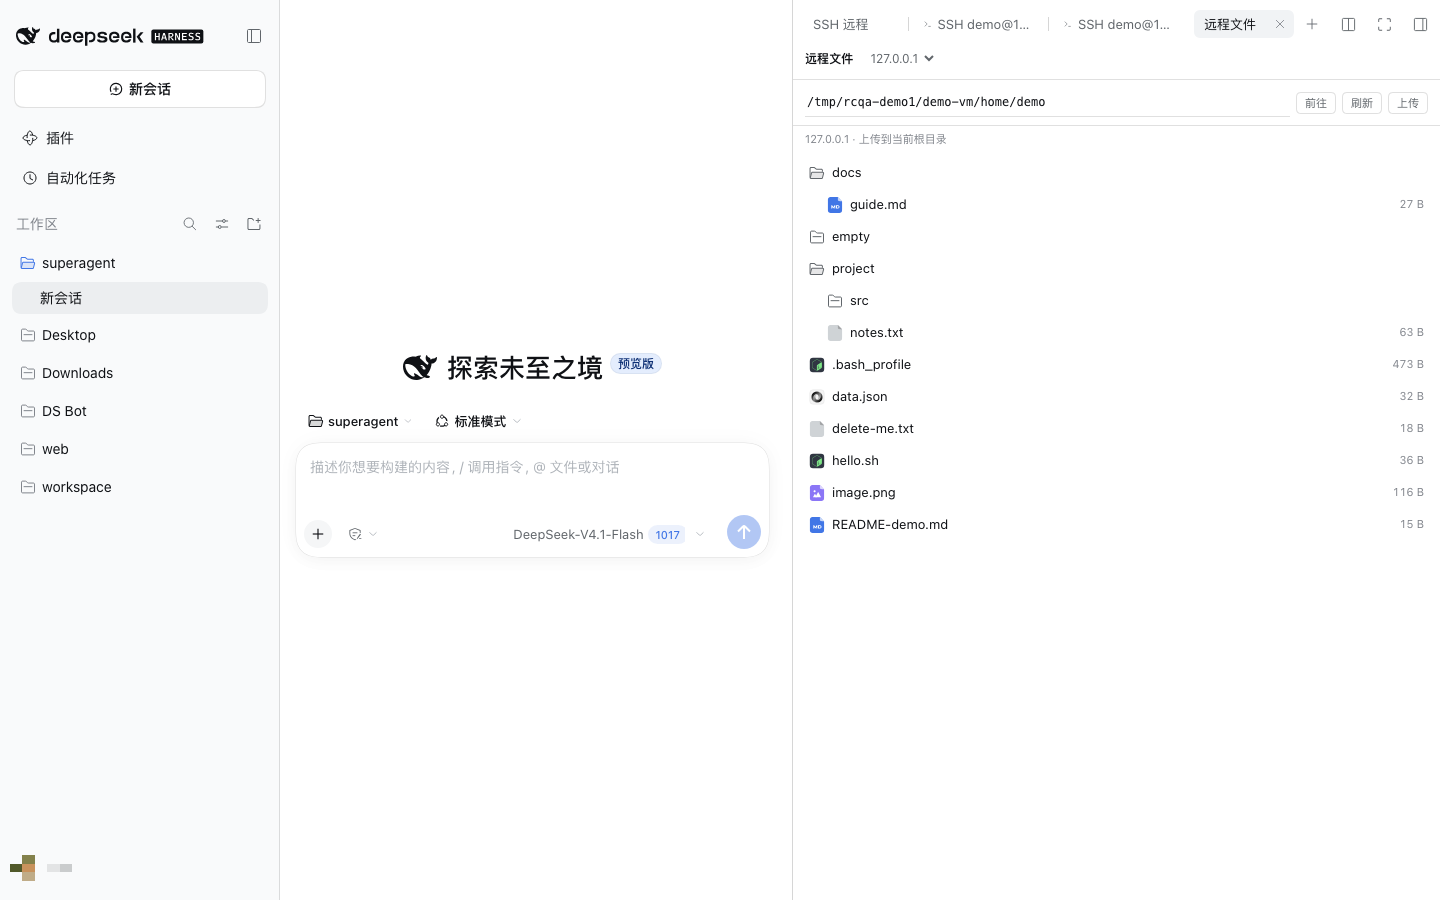 deepseek HARNESS
新会话
插件
自动化任务
工作区
superagent
新会话
Desktop
Downloads
DS Bot
web
workspace
探索未至之境 预览版
superagent 标准模式
描述你想要构建的内容, / 调用指令, @ 文件或对话
DeepSeek-V4.1-Flash 1017
SSH 远程 SSH demo@1... SSH demo@1... 远程文件
远程文件 127.0.0.1
/tmp/rcqa-demo1/demo-vm/home/demo 前往 刷新 上传
127.0.0.1 · 上传到当前根目录
docs
guide.md 27 B
empty
project
src
notes.txt 63 B
.bash_profile 473 B
data.json 32 B
delete-me.txt 18 B
hello.sh 36 B
image.png 116 B
README-demo.md 15 B